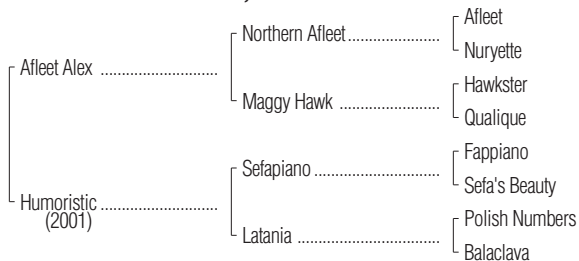 Afleet
Northern Afleet
Nuryette
Afleet Alex
Hawkster
Maggy Hawk
Qualique
Fappiano
Sefapiano
Sefa's Beauty
Humoristic
(2001)
Polish Numbers
Latania
Balaclava